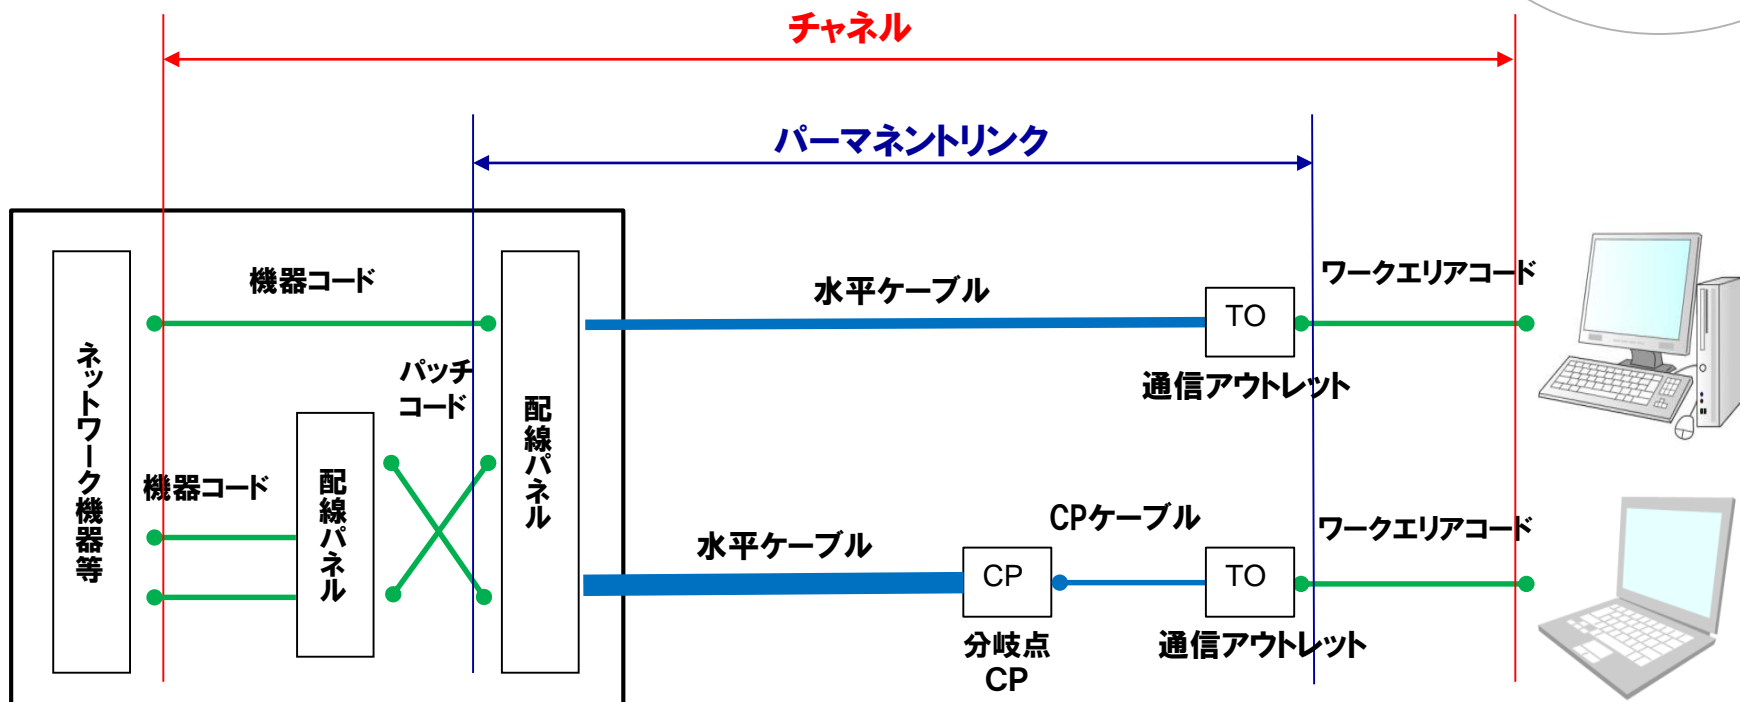 チャネル
パーマネントリンク
機器コード
水平ケーブル
ワークエリアコード
TO
通信アウトレット
パッチ
コード
ネットワーク機器等
配線パネル
機器コード
配線パネル
水平ケーブル
CPケーブル
ワークエリアコード
CP
TO
分岐点
CP
通信アウトレット